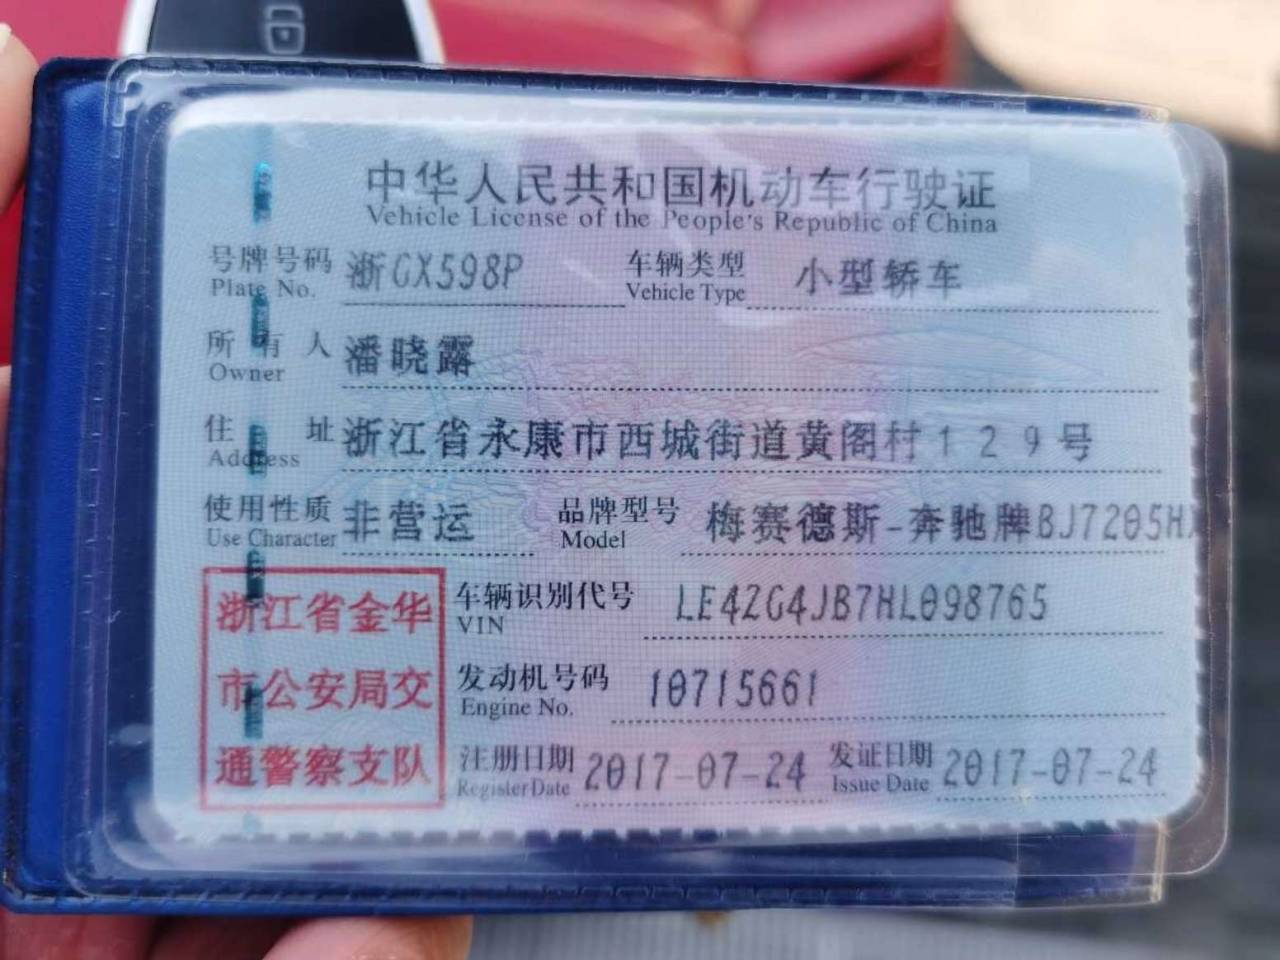 中华人民共和国机动车行驶证
Vehicle License of the People's Republic of China
号牌号码 浙GX598P 车辆类型 小型轿车
Plate No. Vehicle Type
所有人 潘晓露
Owner
住址 浙江省永康市西城街道黄阁村129号
Address
使用性质 非营运 品牌型号 梅赛德斯-奔驰牌BJ7205H
Use Character Model
浙江省金华
市公安局交
通警察支队
车辆识别代号 LE42G4JB7HL098765
VIN
发动机号码 10715661
Engine No.
注册日期 2017-07-24 发证日期 2017-07-24
Register Date Issue Date